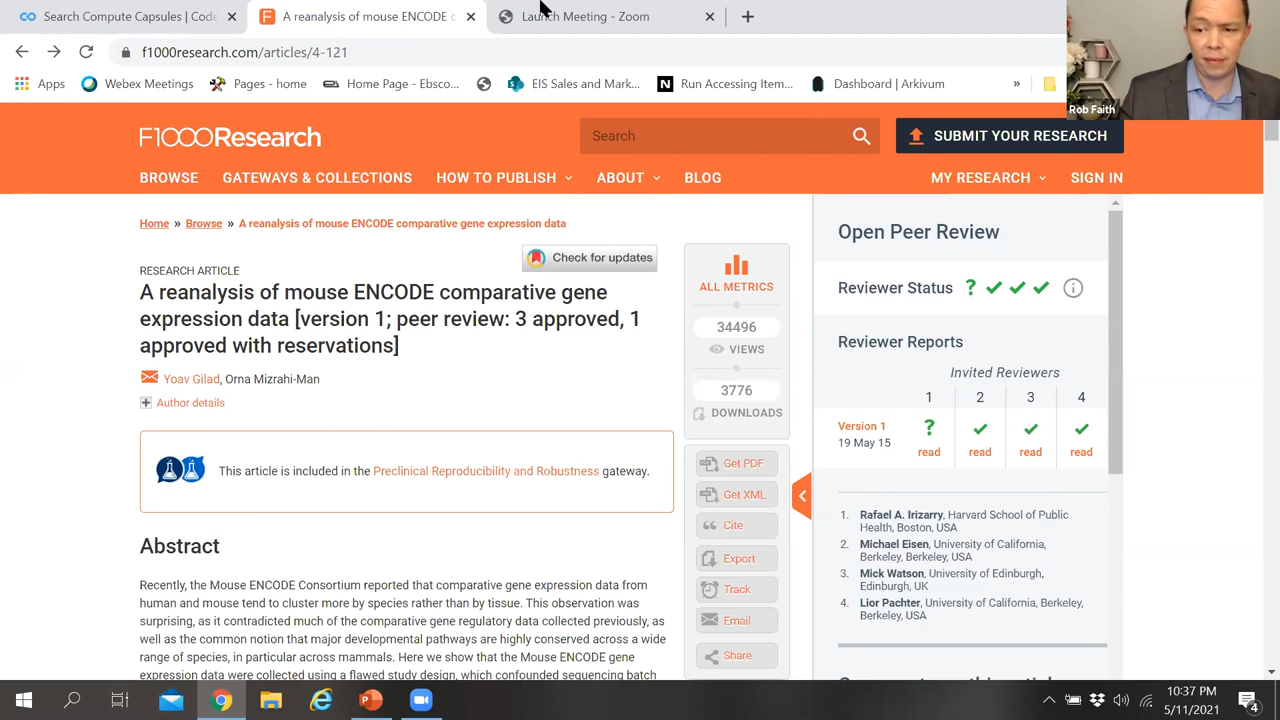 Search Compute Capsules | Code
A reanalysis of mouse ENCODE c
Launch Meeting - Zoom
f1000research.com/articles/4-121
Apps
Webex Meetings
Pages - home
Home Page - Ebsco...
EIS Sales and Mark...
Run Accessing Item...
Dashboard | Arkivum
»
Rob Faith
F1000Research
Search
SUBMIT YOUR RESEARCH
BROWSE
GATEWAYS & COLLECTIONS
HOW TO PUBLISH
ABOUT
BLOG
MY RESEARCH
SIGN IN
Home » Browse » A reanalysis of mouse ENCODE comparative gene expression data
Check for updates
RESEARCH ARTICLE
A reanalysis of mouse ENCODE comparative gene
expression data [version 1; peer review: 3 approved, 1
approved with reservations]
Yoav Gilad, Orna Mizrahi-Man
Author details
This article is included in the Preclinical Reproducibility and Robustness gateway.
Abstract
Recently, the Mouse ENCODE Consortium reported that comparative gene expression data from
human and mouse tend to cluster more by species rather than by tissue. This observation was
surprising, as it contradicted much of the comparative gene regulatory data collected previously, as
well as the common notion that major developmental pathways are highly conserved across a wide
range of species, in particular across mammals. Here we show that the Mouse ENCODE gene
expression data were collected using a flawed study design, which confounded sequencing batch
ALL METRICS
34496
VIEWS
3776
DOWNLOADS
Get PDF
Get XML
Cite
Export
Track
Email
Share
Open Peer Review
Reviewer Status ?
Reviewer Reports
Invited Reviewers
1 2 3 4
Version 1
19 May 15
?
read read read read
1. Rafael A. Irizarry, Harvard School of Public
Health, Boston, USA
2. Michael Eisen, University of California,
Berkeley, Berkeley, USA
3. Mick Watson, University of Edinburgh,
Edinburgh, UK
4. Lior Pachter, University of California, Berkeley,
Berkeley, USA
10:37 PM
5/11/2021
4